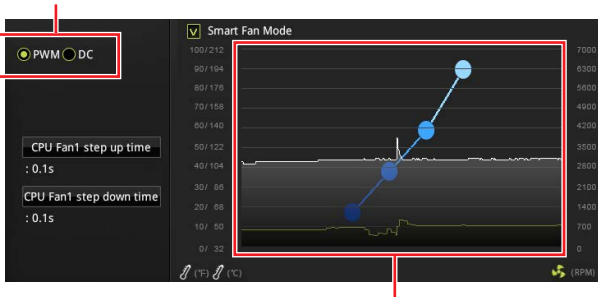 V Smart Fan Mode
PWM DC
100/212 7000
90/194 6300
80/176 5600
70/158 4900
60/140 4200
50/122 3500
40/104 2800
30/ 86 2100
20/ 68 1400
10/ 50 700
0/ 32 0
CPU Fan1 step up time
: 0.1s
CPU Fan1 step down time
: 0.1s
(°F) (°C) (RPM)